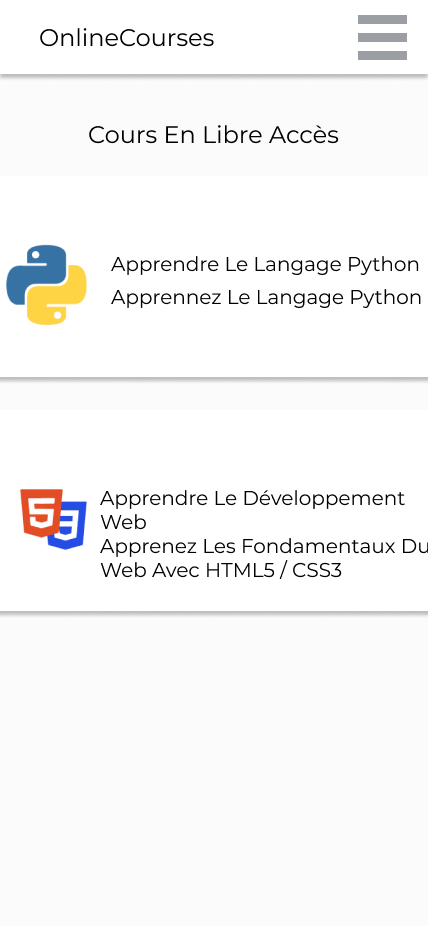 OnlineCourses
Cours En Libre Accès
Apprendre Le Langage Python
Apprennez Le Langage Python
5 3
Apprendre Le Développement
Web
Apprenez Les Fondamentaux Du
Web Avec HTML5 / CSS3